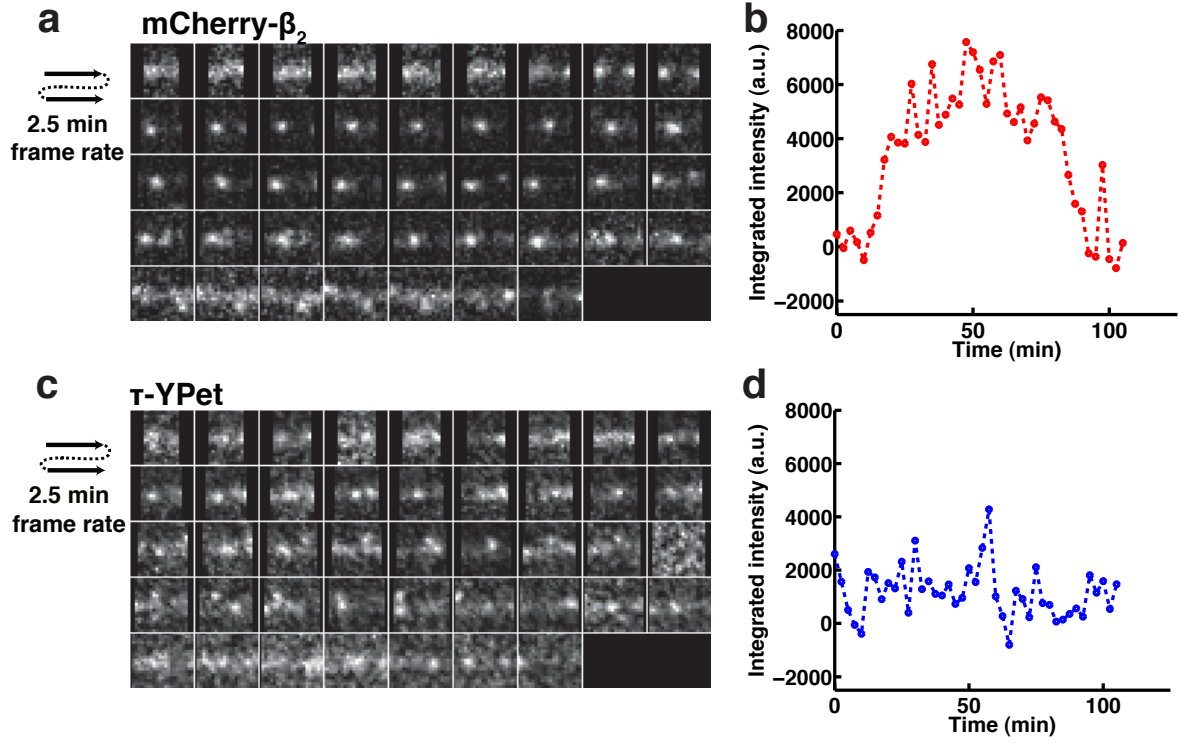 a
mCherry-β₂
2.5 min
frame rate
b
Integrated intensity (a.u.)
8000
6000
4000
2000
0
−2000
0
50
100
Time (min)
c
τ-YPet
2.5 min
frame rate
d
Integrated intensity (a.u.)
8000
6000
4000
2000
0
−2000
0
50
100
Time (min)